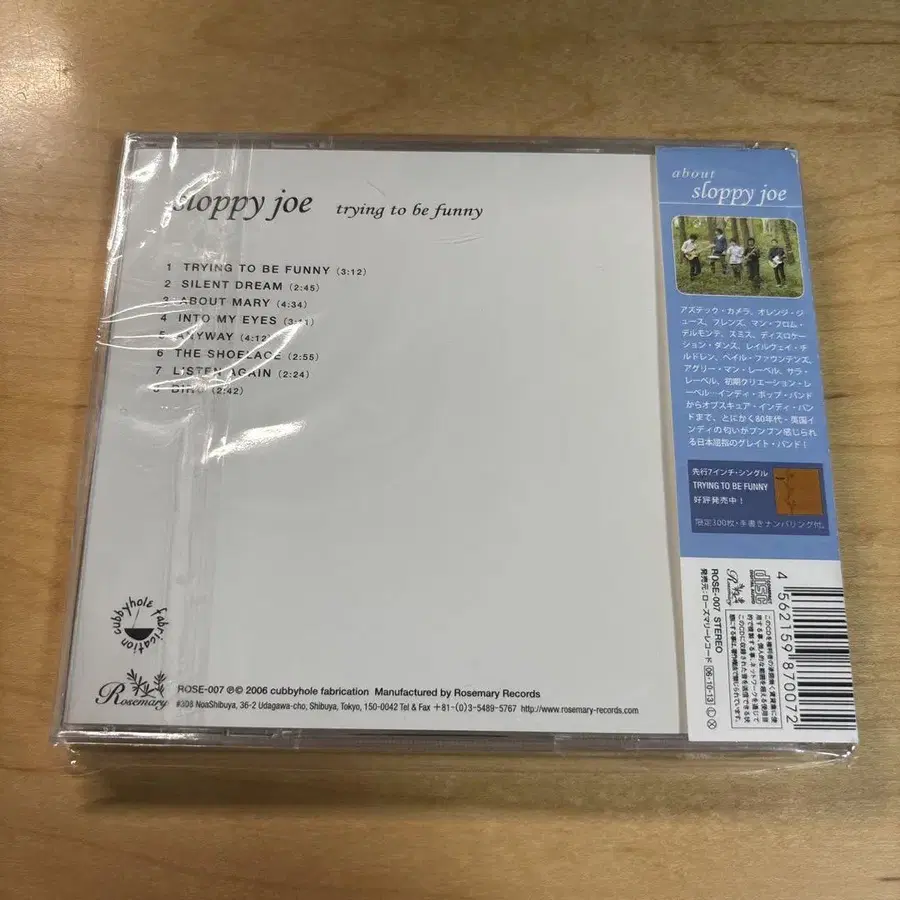 sloppy joe trying to be funny
1 TRYING TO BE FUNNY (3:12)
2 SILENT DREAM (2:45)
3 ABOUT MARY (4:34)
4 INTO MY EYES (3:11)
5 ANYWAY (4:12)
6 THE SHOELACE (2:55)
7 LISTEN AGAIN (2:24)
(2:42)
cubbyhole fabrication
Rosemary
ROSE-007 ℗© 2006 cubbyhole fabrication Manufactured by Rosemary Records
#308 NoaShibuya, 36-2 Udagawa-cho, Shibuya, Tokyo, 150-0042 Tel & Fax +81-(0)3-5489-5767 http://www.rosemary-records.com
about
sloppy joe
アズテック・カメラ、オレンジ・ジ
ュース、フレンズ、マン・フロム・
デルモンテ、スミス、ディスロケー
ション・ダンス、レイルウェイ・チ
ルドレン、ペイル・ファウンテンズ、
アグリー・マン・レーベル、サラ・
レーベル、初期クリエーション・レ
ーベル…インディ・ポップ・バンド
からオブスキュア・インディ・バン
ドまで、とにかく80年代・英国イ
ンディの匂いがプンプン感じられ
る日本屈指のグレイト・バンド！
先行7インチ・シングル
TRYING TO BE FUNNY
好評発売中！
限定300枚・手書きナンバリング付。
COMPACT disc DIGITAL AUDIO
Rosemary
ROSE-007 STEREO
発売元：ローズマリーレコード 06・10・13 Ⓛ Ⓧ
4 562159 870072